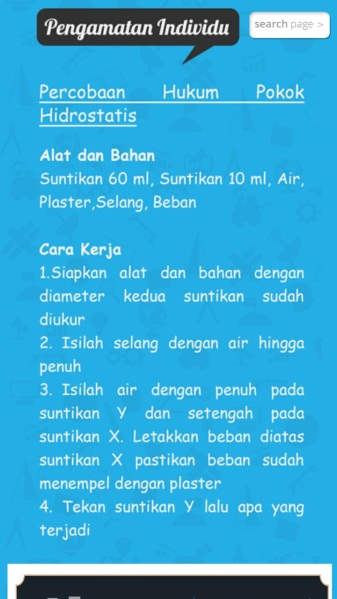 Pengamatan Individu
search page >
Percobaan Hukum Pokok
Hidrostatis
Alat dan Bahan
Suntikan 60 ml, Suntikan 10 ml, Air,
Plaster,Selang, Beban
Cara Kerja
1.Siapkan alat dan bahan dengan
diameter kedua suntikan sudah
diukur
2. Isilah selang dengan air hingga
penuh
3. Isilah air dengan penuh pada
suntikan Y dan setengah pada
suntikan X. Letakkan beban diatas
suntikan X pastikan beban sudah
menempel dengan plaster
4. Tekan suntikan Y lalu apa yang
terjadi